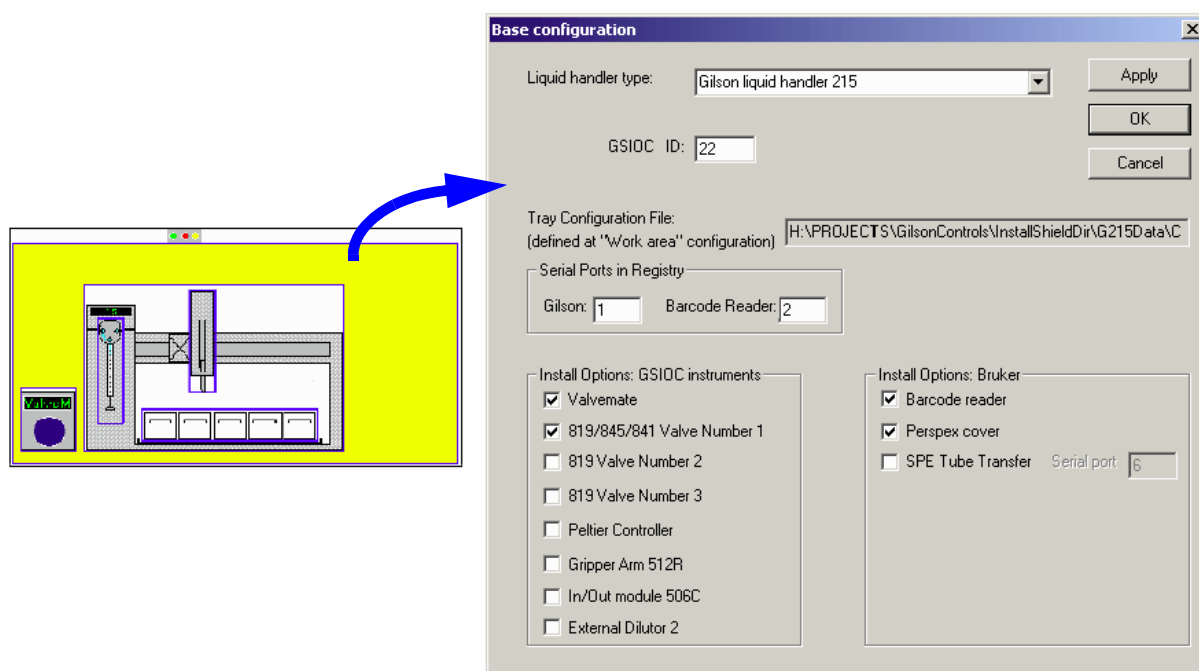 Base configuration
Liquid handler type: Gilson liquid handler 215
Apply
OK
GSIOC ID: 22
Cancel
Tray Configuration File:
(defined at "Work area" configuration) H:\PROJECTS\GilsonControls\InstallShieldDir\G215Data\C
Serial Ports in Registry
Gilson: 1 Barcode Reader: 2
Install Options: GSIOC instruments
Valvemate
819/845/841 Valve Number 1
819 Valve Number 2
819 Valve Number 3
Peltier Controller
Gripper Arm 512R
In/Out module 506C
External Dilutor 2
Install Options: Bruker
Barcode reader
Perspex cover
SPE Tube Transfer Serial port 6